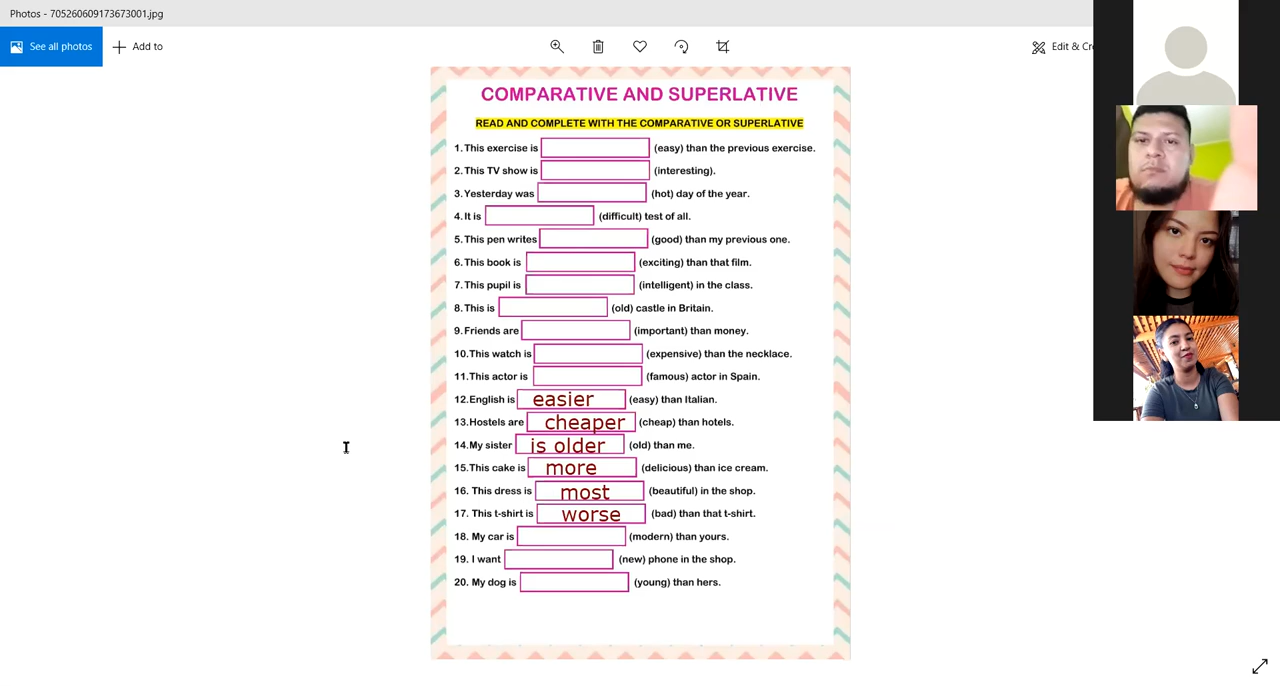 Photos - 705260609173673001.jpg
See all photos
Add to
Edit & Cr
COMPARATIVE AND SUPERLATIVE
READ AND COMPLETE WITH THE COMPARATIVE OR SUPERLATIVE
1. This exercise is (easy) than the previous exercise.
2. This TV show is (interesting).
3. Yesterday was (hot) day of the year.
4. It is (difficult) test of all.
5. This pen writes (good) than my previous one.
6. This book is (exciting) than that film.
7. This pupil is (intelligent) in the class.
8. This is (old) castle in Britain.
9. Friends are (important) than money.
10. This watch is (expensive) than the necklace.
11. This actor is (famous) actor in Spain.
12. English is easier (easy) than Italian.
13. Hostels are cheaper (cheap) than hotels.
14. My sister is older (old) than me.
15. This cake is more (delicious) than ice cream.
16. This dress is most (beautiful) in the shop.
17. This t-shirt is worse (bad) than that t-shirt.
18. My car is (modern) than yours.
19. I want (new) phone in the shop.
20. My dog is (young) than hers.